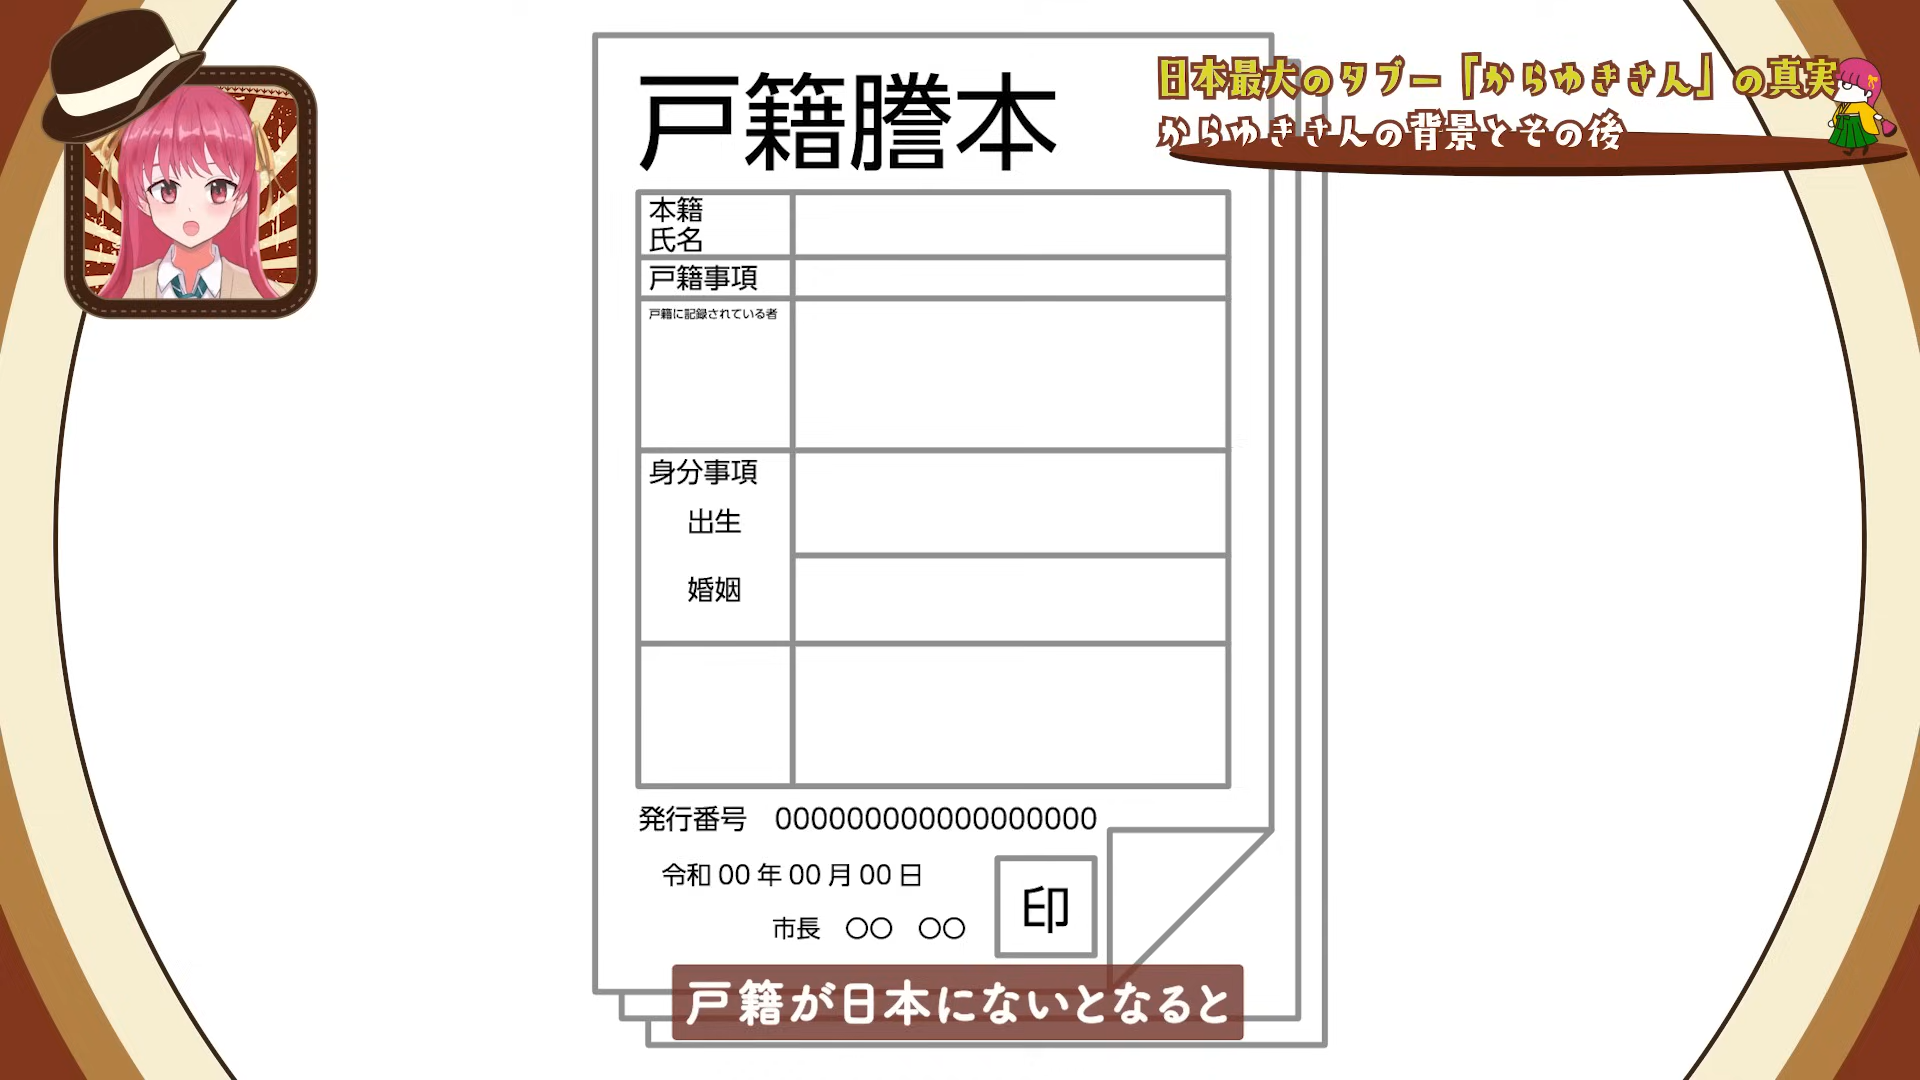 日本最大のタブー「からゆきさん」の真実
からゆきさんの背景とその後
戸籍謄本
本籍
氏名
戸籍事項
戸籍に記録されている者
身分事項
出生
婚姻
発行番号 000000000000000000
令和 00 年 00 月 00 日
市長 〇〇 〇〇
印
戸籍が日本にないとなると